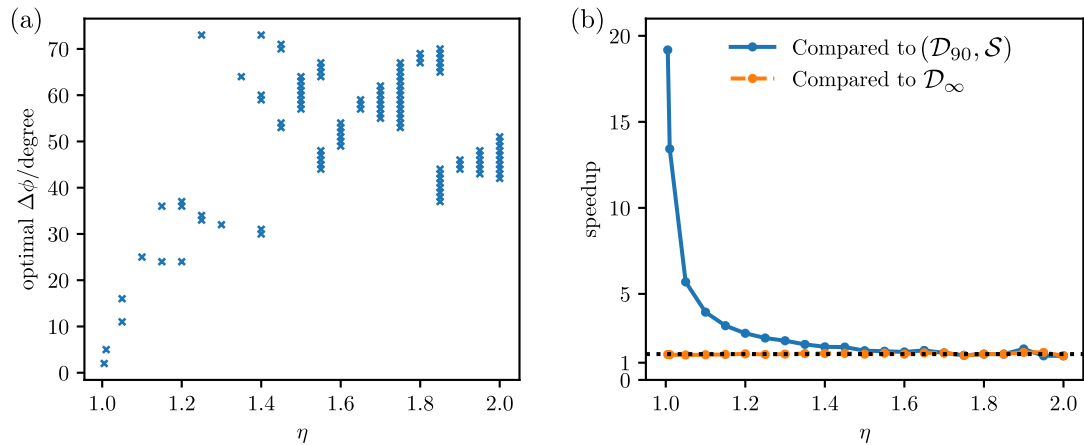 (a)
optimal Δϕ/degree
70
60
50
40
30
20
10
0
1.0 1.2 1.4 1.6 1.8 2.0
η
(b)
speedup
20
15
10
5
1
0
Compared to (𝒟₉₀, 𝒮)
Compared to 𝒟∞
1.0 1.2 1.4 1.6 1.8 2.0
η